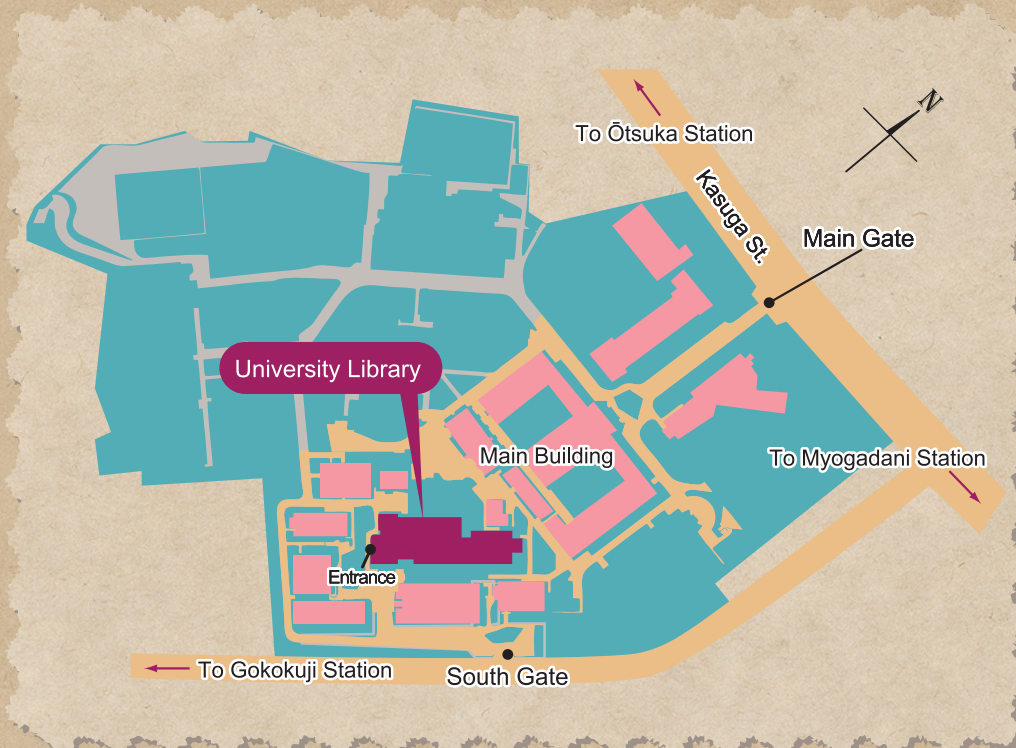 N
To Ōtsuka Station
Kasuga St.
Main Gate
University Library
Main Building
To Myogadani Station
Entrance
To Gokokuji Station
South Gate